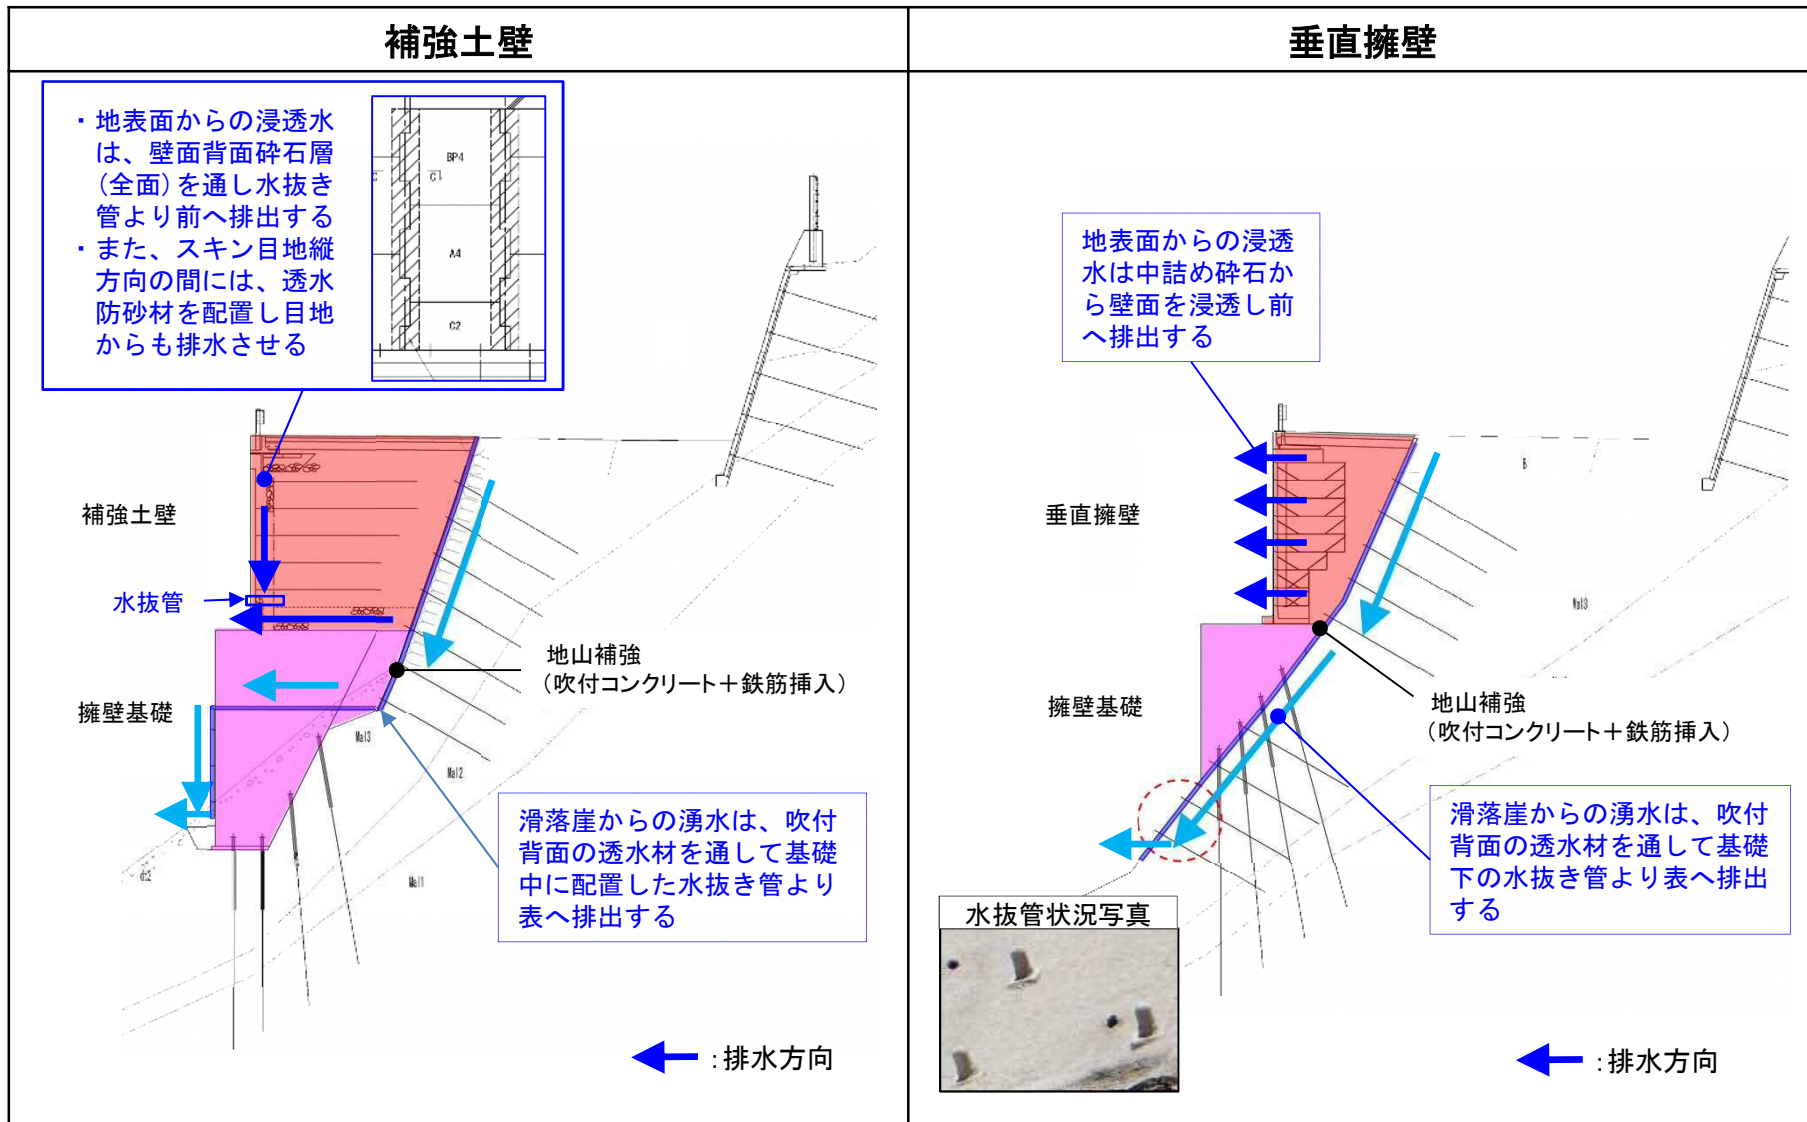 補強土壁
垂直擁壁
・地表面からの浸透水
は、壁面背面砕石層
(全面)を通し水抜き
管より前へ排出する
・また、スキン目地縦
方向の間には、透水
防砂材を配置し目地
からも排水させる
BP4
C1
A4
C2
補強土壁
水抜管
擁壁基礎
地山補強
(吹付コンクリート＋鉄筋挿入)
Ma13
Ma12
Ma11
dt2
滑落崖からの湧水は、吹付
背面の透水材を通して基礎
中に配置した水抜き管より
表へ排出する
:排水方向
地表面からの浸透
水は中詰め砕石か
ら壁面を浸透し前
へ排出する
垂直擁壁
B
Ma13
擁壁基礎
地山補強
(吹付コンクリート＋鉄筋挿入)
滑落崖からの湧水は、吹付
背面の透水材を通して基礎
下の水抜き管より表へ排出
する
水抜管状況写真
:排水方向